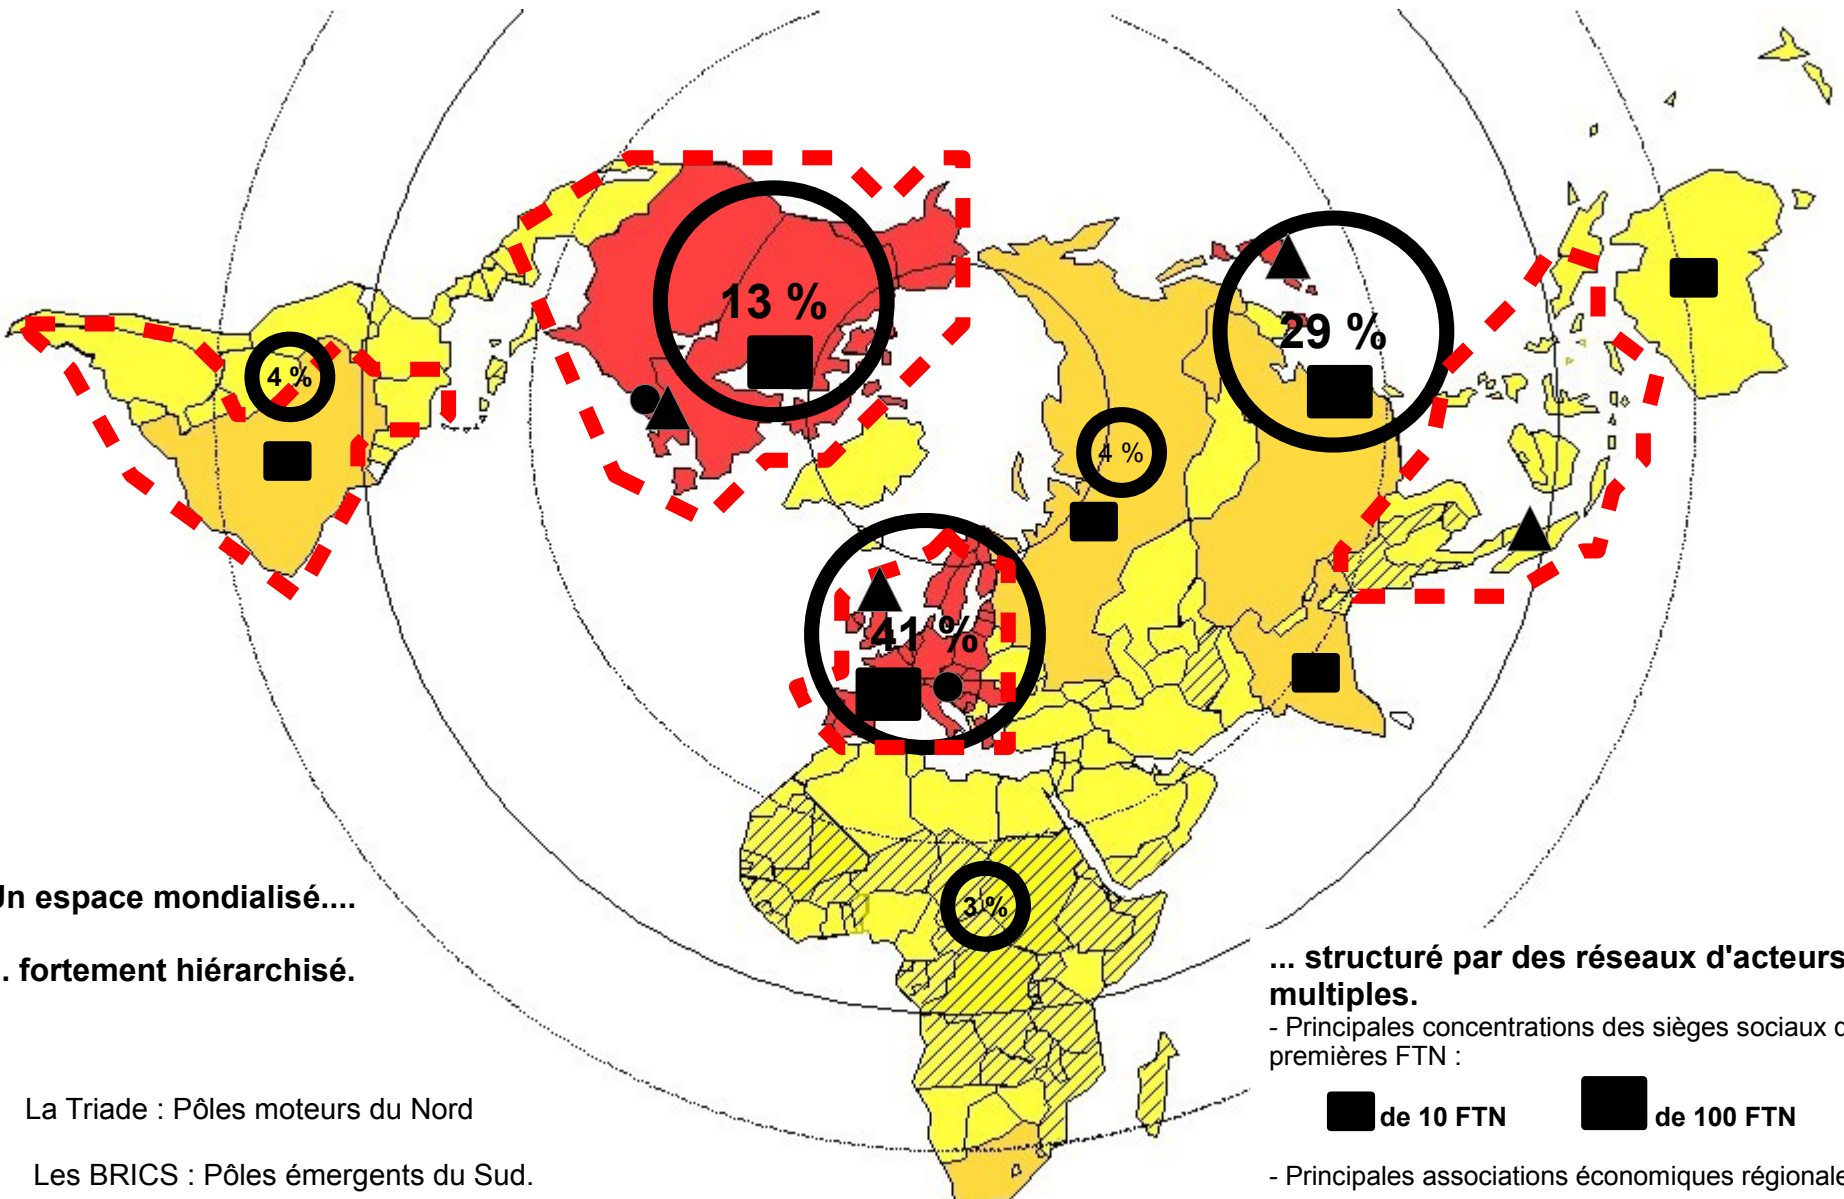 13 %
29 %
4 %
4 %
41 %
3 %
Un espace mondialisé....
. fortement hiérarchisé.
La Triade : Pôles moteurs du Nord
Les BRICS : Pôles émergents du Sud.
... structuré par des réseaux d'acteurs
multiples.
- Principales concentrations des sièges sociaux d
premières FTN :
de 10 FTN
de 100 FTN
- Principales associations économiques régionale